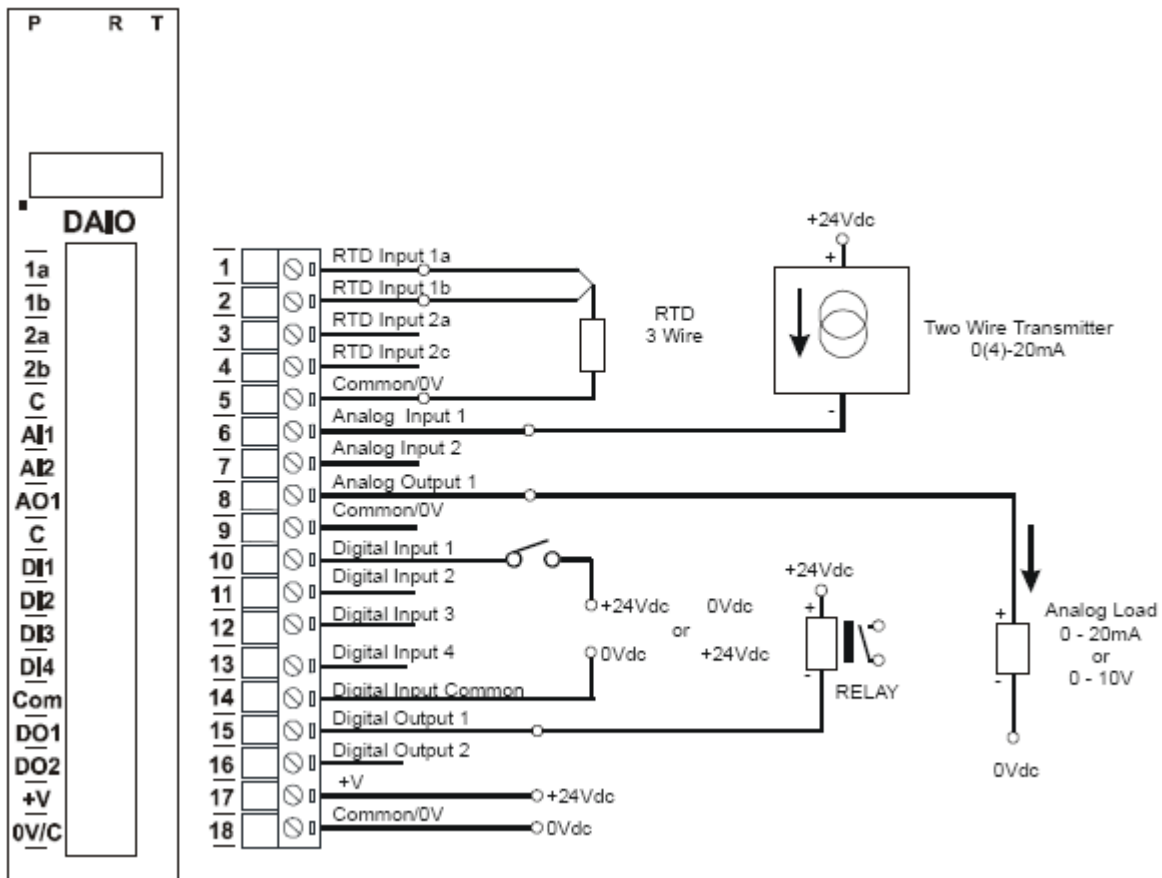 P R T
DAIO
1a
1b
2a
2b
C
AI1
AI2
AO1
C
DI1
DI2
DI3
DI4
Com
DO1
DO2
+V
0V/C
1 RTD Input 1a
2 RTD Input 1b
3 RTD Input 2a
4 RTD Input 2c
5 Common/0V
6 Analog Input 1
7 Analog Input 2
8 Analog Output 1
9 Common/0V
10 Digital Input 1
11 Digital Input 2
12 Digital Input 3
13 Digital Input 4
14 Digital Input Common
15 Digital Output 1
16 Digital Output 2
17 +V +24Vdc
18 Common/0V 0Vdc
RTD
3 Wire
+24Vdc
+
-
Two Wire Transmitter
0(4)-20mA
+24Vdc 0Vdc
or
0Vdc +24Vdc
+24Vdc
+
-
RELAY
+
-
Analog Load
0 - 20mA
or
0 - 10V
0Vdc